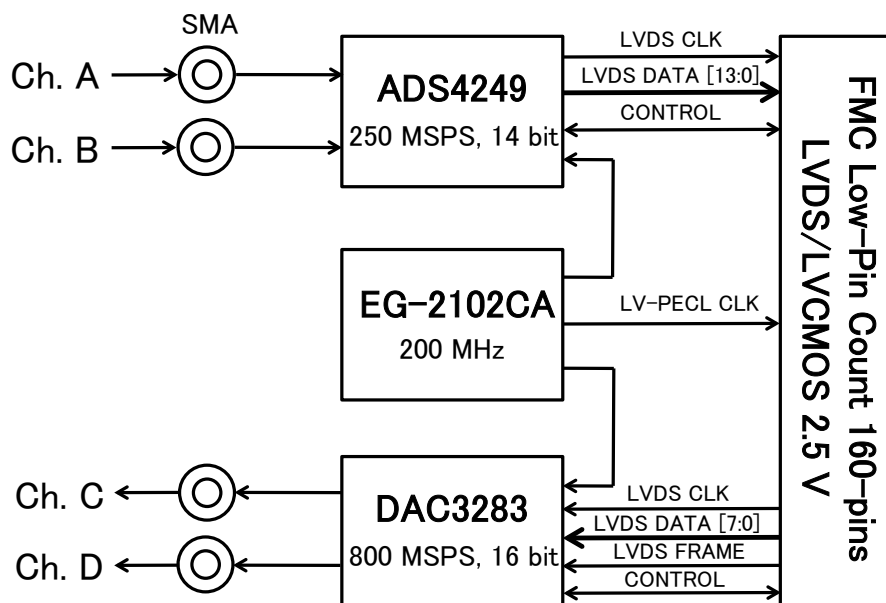 SMA
Ch. A
Ch. B
ADS4249
250 MSPS, 14 bit
LVDS CLK
LVDS DATA [13:0]
CONTROL
EG-2102CA
200 MHz
LV-PECL CLK
Ch. C
Ch. D
DAC3283
800 MSPS, 16 bit
LVDS CLK
LVDS DATA [7:0]
LVDS FRAME
CONTROL
FMC Low-Pin Count 160-pins
LVDS/LVCMOS 2.5 V